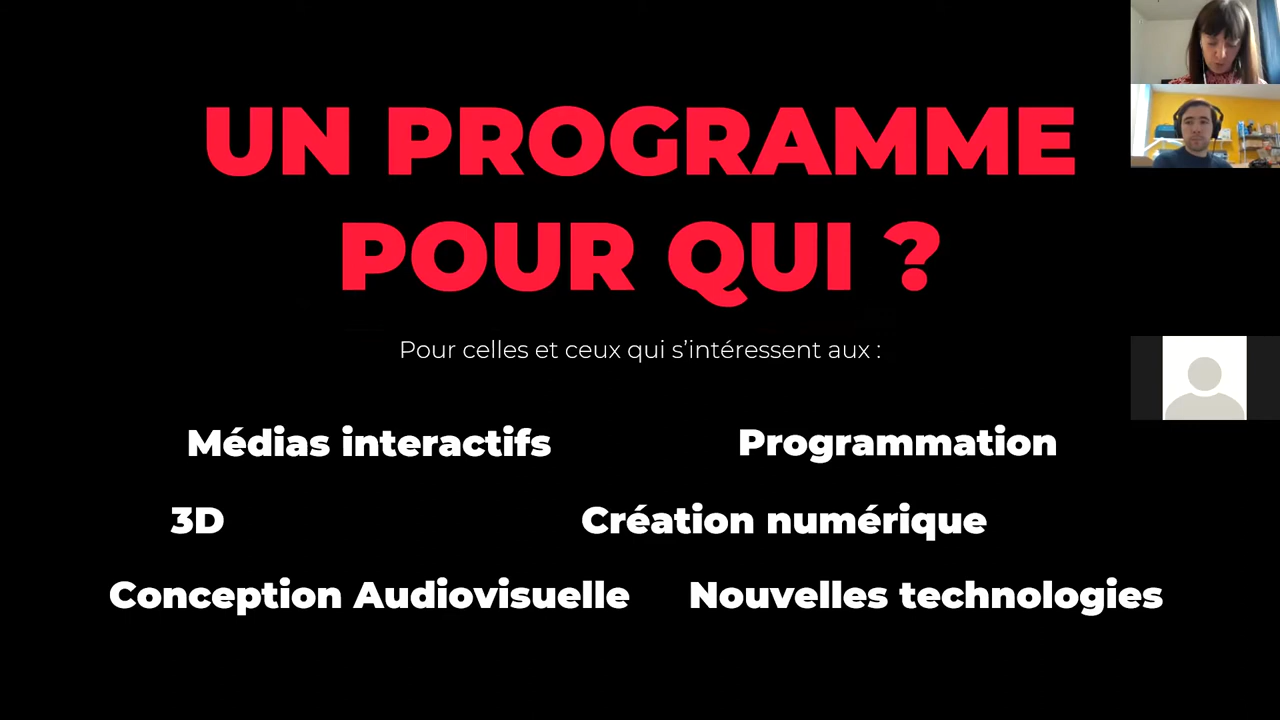 UN PROGRAMME
POUR QUI ?
Pour celles et ceux qui s’intéressent aux :
Médias interactifs
Programmation
3D
Création numérique
Conception Audiovisuelle
Nouvelles technologies